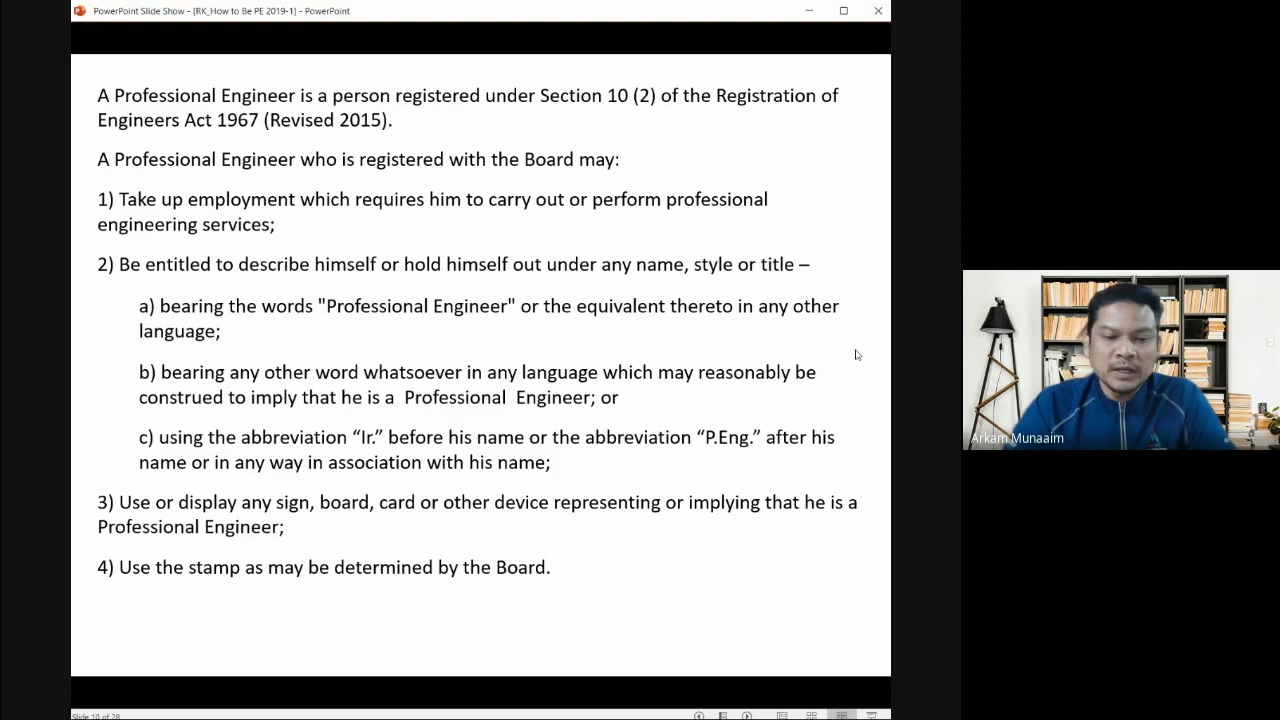 PowerPoint Slide Show - [RK_How to Be PE 2019-1] - PowerPoint
A Professional Engineer is a person registered under Section 10 (2) of the Registration of
Engineers Act 1967 (Revised 2015).
A Professional Engineer who is registered with the Board may:
1) Take up employment which requires him to carry out or perform professional
engineering services;
2) Be entitled to describe himself or hold himself out under any name, style or title –
a) bearing the words "Professional Engineer" or the equivalent thereto in any other
language;
b) bearing any other word whatsoever in any language which may reasonably be
construed to imply that he is a Professional Engineer; or
c) using the abbreviation “Ir.” before his name or the abbreviation “P.Eng.” after his
name or in any way in association with his name;
3) Use or display any sign, board, card or other device representing or implying that he is a
Professional Engineer;
4) Use the stamp as may be determined by the Board.
Slide 10 of 28
Arkam Munaaim